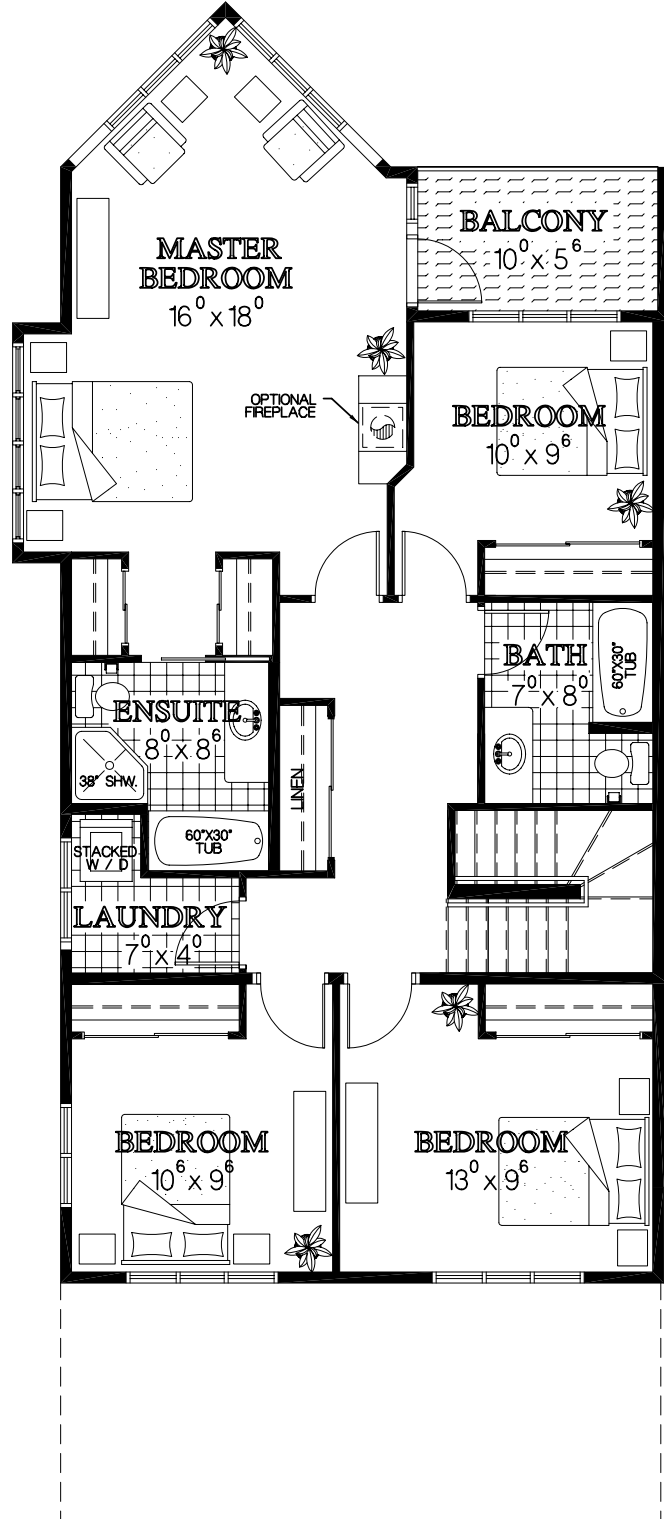 BALCONY
10⁰ x 5⁶
MASTER
BEDROOM
16⁰ x 18⁰
OPTIONAL
FIREPLACE
BEDROOM
10⁰ x 9⁶
BATH
7⁰ x 8⁰
60"X30"
TUB
ENSUITE
8⁰ x 8⁶
38" SHW.
LINEN
60"X30"
TUB
STACKED
W / D
LAUNDRY
7⁰ x 4⁰
BEDROOM
10⁶ x 9⁶
BEDROOM
13⁰ x 9⁶